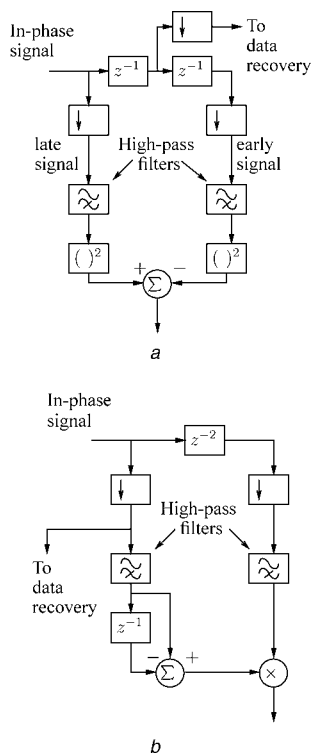 In-phase
signal
To
data
recovery
z⁻¹
z⁻¹
↓
↓
↓
late
signal
High-pass
filters
early
signal
( )²
( )²
+
Σ
−
a
In-phase
signal
z⁻²
↓
↓
High-pass
filters
To
data
recovery
z⁻¹
−
Σ
+
×
b